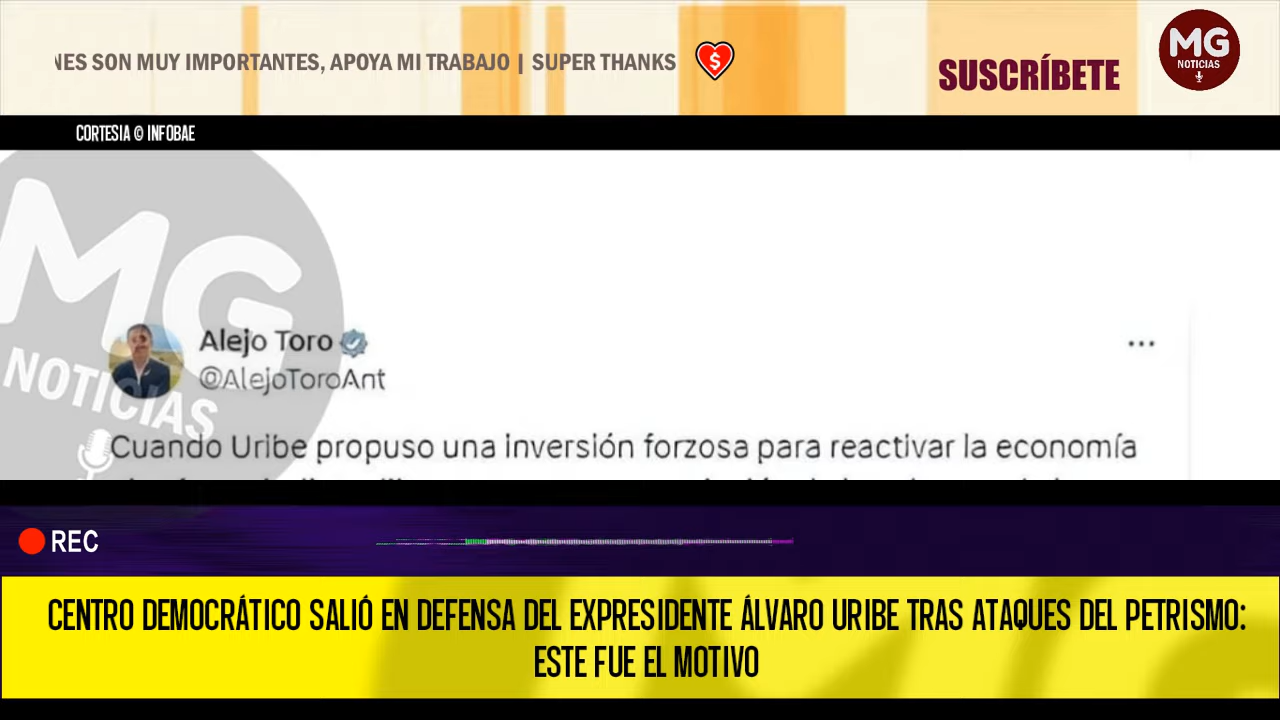 NES SON MUY IMPORTANTES, APOYA MI TRABAJO | SUPER THANKS
SUSCRÍBETE
MG
NOTICIAS
CORTESIA © INFOBAE
MG
NOTICIAS
Alejo Toro
@AlejoToroAnt
Cuando Uribe propuso una inversión forzosa para reactivar la economía
REC
CENTRO DEMOCRÁTICO SALIÓ EN DEFENSA DEL EXPRESIDENTE ÁLVARO URIBE TRAS ATAQUES DEL PETRISMO:
ESTE FUE EL MOTIVO